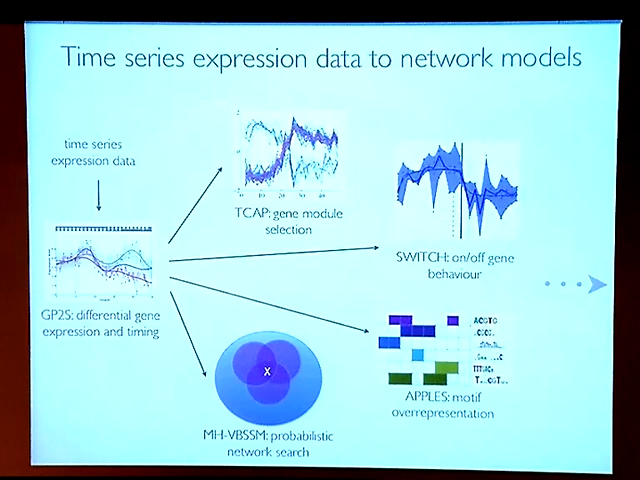 Time series expression data to network models
time series
expression data
TCAP: gene module
selection
SWITCH: on/off gene
behaviour
GP2S: differential gene
expression and timing
X
ACGTG
APPLES: motif
overrepresentation
MH-VBSSM: probabilistic
network search